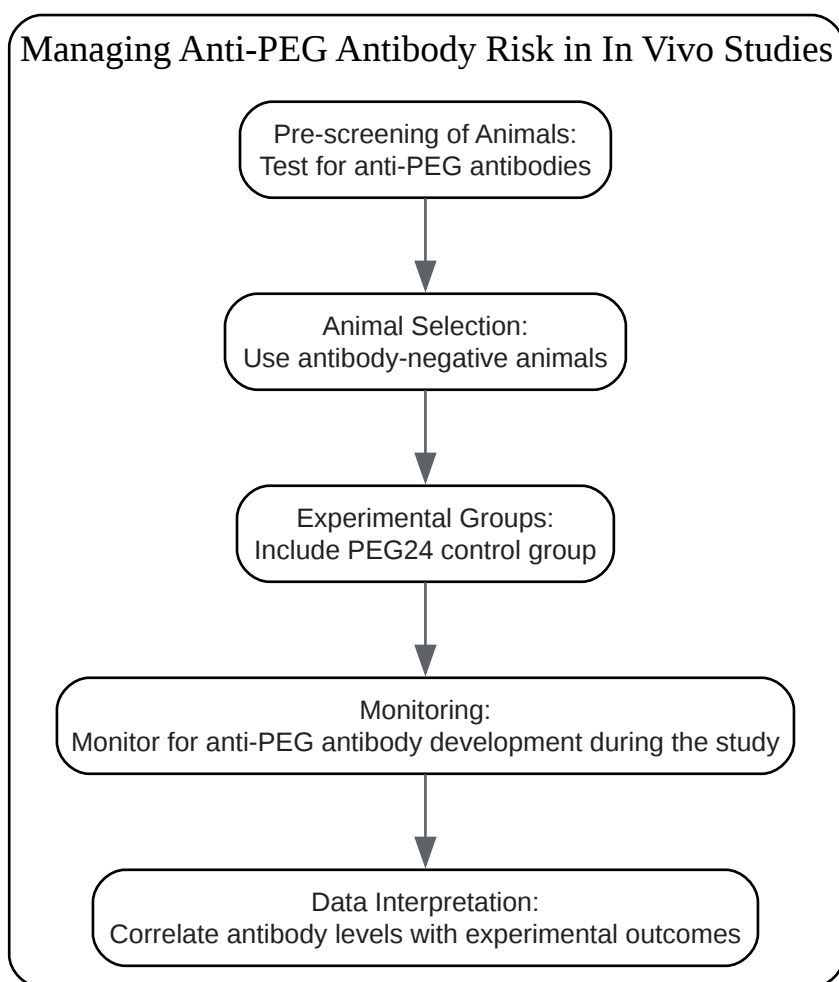 Managing Anti-PEG Antibody Risk in In Vivo Studies
Pre-screening of Animals:
Test for anti-PEG antibodies
Animal Selection:
Use antibody-negative animals
Experimental Groups:
Include PEG24 control group
Monitoring:
Monitor for anti-PEG antibody development during the study
Data Interpretation:
Correlate antibody levels with experimental outcomes